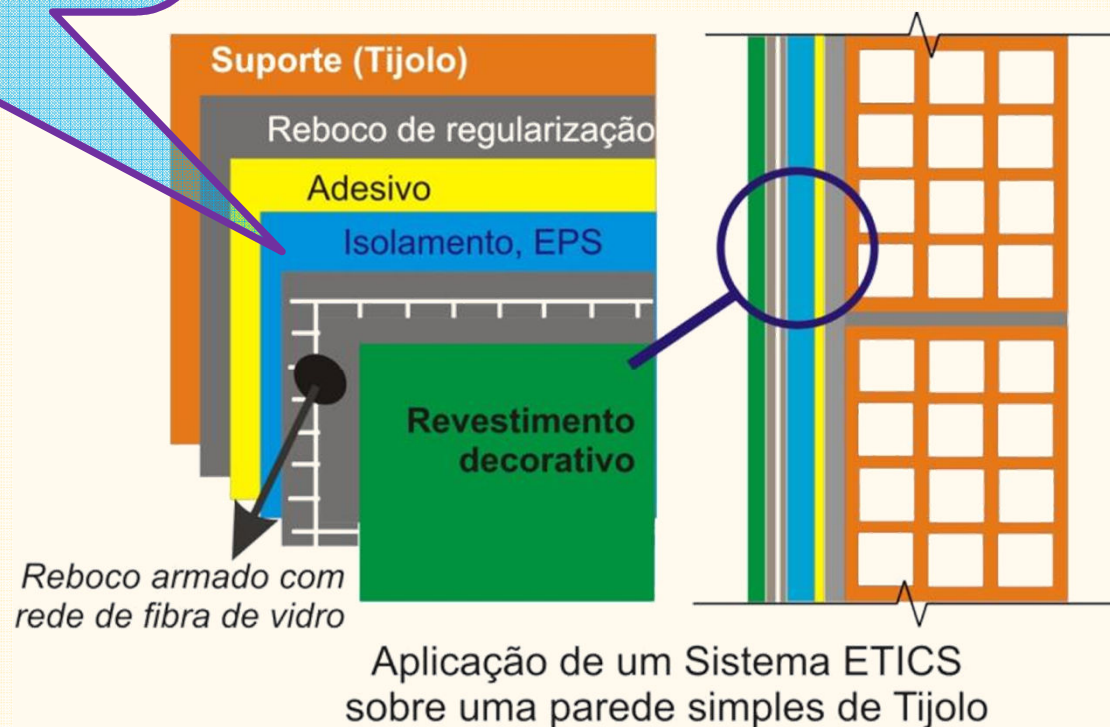 Suporte (Tijolo)
Reboco de regularização
Adesivo
Isolamento, EPS
Revestimento
decorativo
Reboco armado com
rede de fibra de vidro
Aplicação de um Sistema ETICS
sobre uma parede simples de Tijolo